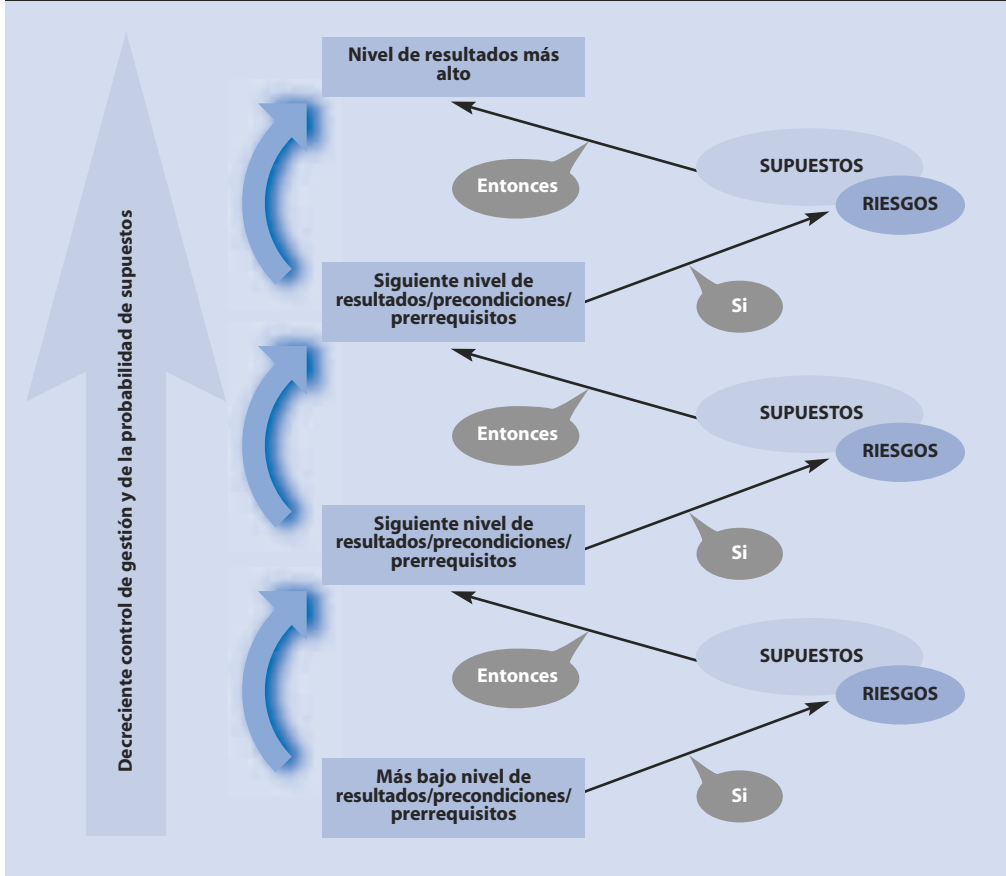 Nivel de resultados más
alto
SUPUESTOS
Entonces
RIESGOS
Siguiente nivel de
resultados/precondiciones/
prerrequisitos
Si
SUPUESTOS
Entonces
RIESGOS
Siguiente nivel de
resultados/precondiciones/
prerrequisitos
Si
SUPUESTOS
Entonces
RIESGOS
Más bajo nivel de
resultados/precondiciones/
prerrequisitos
Si
Decreciente control de gestión y de la probabilidad de supuestos